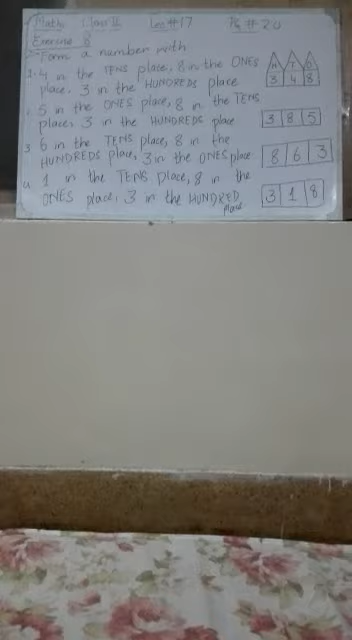 Maths Class II Lec#17 Pg # 20
Exercise 8
Form a number with
1. 4 in the TENS place, 8 in the ONES
place, 3 in the HUNDREDS place
H T O
3 4 8
5 in the ONES place, 8 in the TENS
place, 3 in the HUNDREDS place
3 8 5
3 6 in the TENS place, 8 in the
HUNDREDS place, 3 in the ONES place
8 6 3
1 in the TENS place, 8 in the
ONES place, 3 in the HUNDRED
place
3 1 8